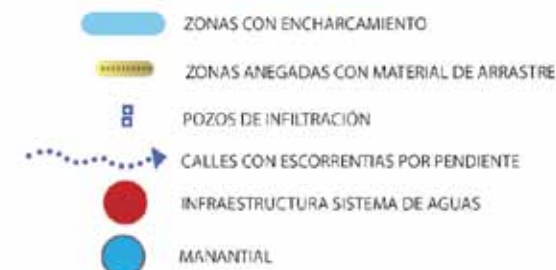 ZONAS CON ENCHARCAMIENTO
ZONAS ANEGADAS CON MATERIAL DE ARRASTRE
POZOS DE INFILTRACIÓN
CALLES CON ESCORRENTIAS POR PENDIENTE
INFRAESTRUCTURA SISTEMA DE AGUAS
MANANTIAL